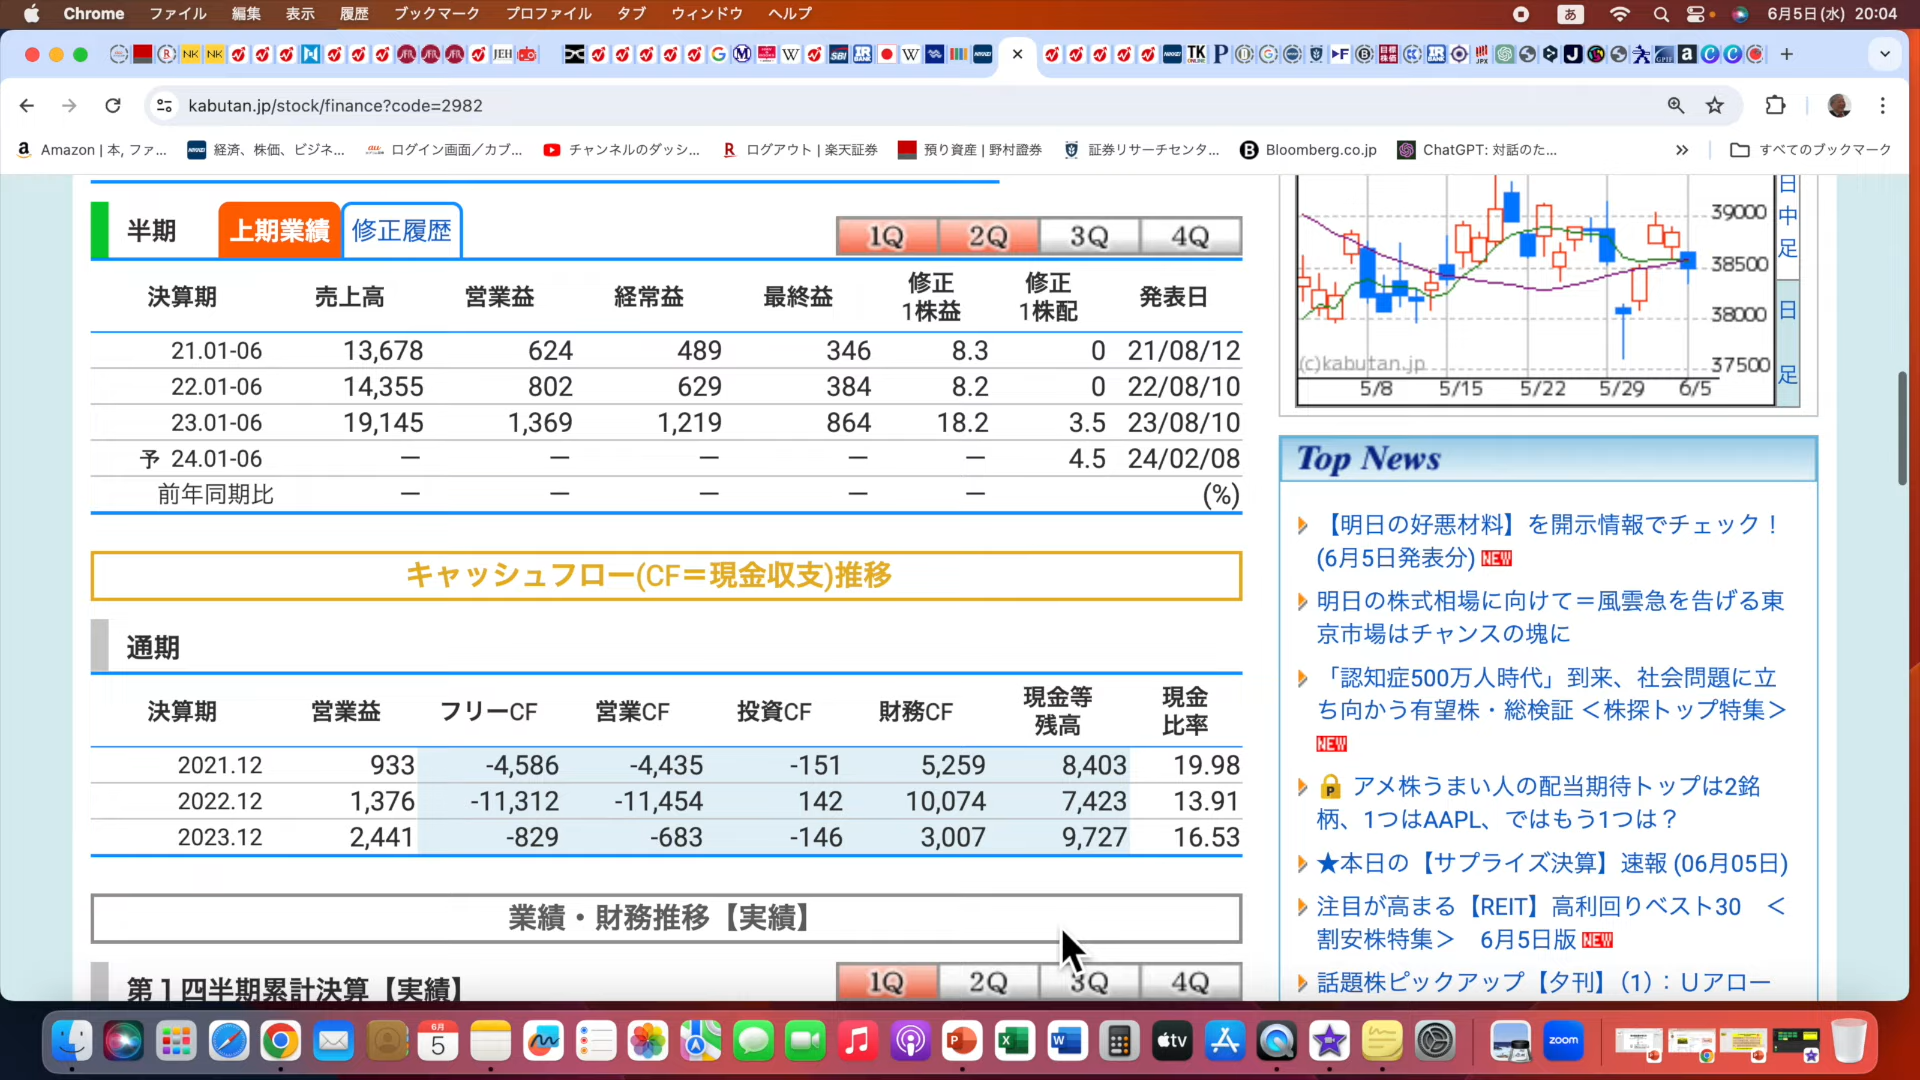 Chrome ファイル 編集 表示 履歴 ブックマーク プロファイル タブ ウィンドウ ヘルプ あ 6月5日(水) 20:04
kabutan.jp/stock/finance?code=2982
Amazon | 本, ファ... 経済、株価、ビジネ... ログイン画面／カブ... チャンネルのダッシ... ログアウト | 楽天証券 預り資産 | 野村證券 証券リサーチセンタ... Bloomberg.co.jp ChatGPT: 対話のた... » すべてのブックマーク
半期 上期業績 修正履歴 1Q 2Q 3Q 4Q
決算期 売上高 営業益 経常益 最終益 修正1株益 修正1株配 発表日
21.01-06 13,678 624 489 346 8.3 0 21/08/12
22.01-06 14,355 802 629 384 8.2 0 22/08/10
23.01-06 19,145 1,369 1,219 864 18.2 3.5 23/08/10
予 24.01-06 － － － － － 4.5 24/02/08
前年同期比 － － － － － (%)
キャッシュフロー(CF＝現金収支)推移
通期
決算期 営業益 フリーCF 営業CF 投資CF 財務CF 現金等残高 現金比率
2021.12 933 -4,586 -4,435 -151 5,259 8,403 19.98
2022.12 1,376 -11,312 -11,454 142 10,074 7,423 13.91
2023.12 2,441 -829 -683 -146 3,007 9,727 16.53
業績・財務推移【実績】
第１四半期累計決算【実績】 1Q 2Q 3Q 4Q
39000
38500
38000
37500
(c)kabutan.jp
5/8 5/15 5/22 5/29 6/5
日中足
日足
Top News
【明日の好悪材料】を開示情報でチェック！
(6月5日発表分) NEW
明日の株式相場に向けて＝風雲急を告げる東
京市場はチャンスの塊に
「認知症500万人時代」到来、社会問題に立
ち向かう有望株・総検証 ＜株探トップ特集＞
NEW
アメ株うまい人の配当期待トップは2銘
柄、1つはAAPL、ではもう1つは？
★本日の【サプライズ決算】速報 (06月05日)
注目が高まる【REIT】高利回りベスト30 ＜
割安株特集＞ 6月5日版 NEW
話題株ピックアップ【夕刊】(1)：Uアロー
6月
5
tv
zoom